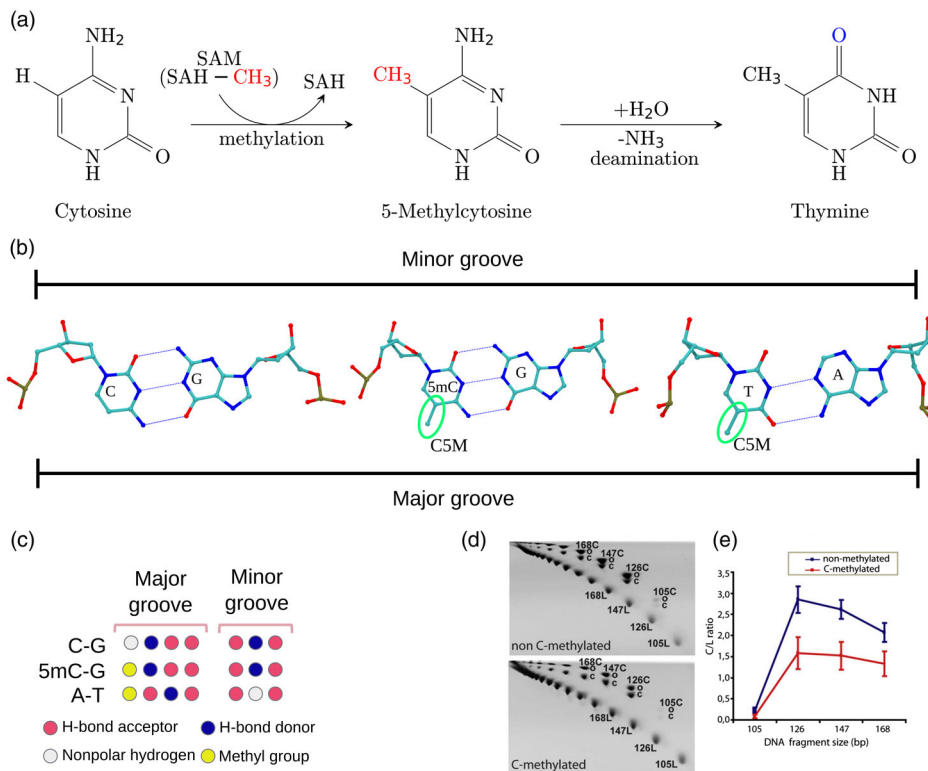 (a)
NH₂
H
N
N
H
O
Cytosine
SAM
(SAH − CH₃)
SAH
methylation
NH₂
CH₃
N
N
H
O
5-Methylcytosine
+H₂O
-NH₃
deamination
O
CH₃
NH
N
H
O
Thymine
(b)
Minor groove
C G
5mC G
T A
C5M
C5M
Major groove
(c)
Major groove
Minor groove
C-G
5mC-G
A-T
H-bond acceptor
H-bond donor
Nonpolar hydrogen
Methyl group
(d)
168C
O
C
147C
O
C
126C
O
C
105C
O
C
168L
147L
126L
105L
non C-methylated
168C
O
C
147C
O
C
126C
O
C
105C
O
C
168L
147L
126L
105L
C-methylated
(e)
non-methylated
C-methylated
C/L ratio
3,5
3,0
2,5
2,0
1,5
1,0
0,5
0,0
105 126 147 168
DNA fragment size (bp)